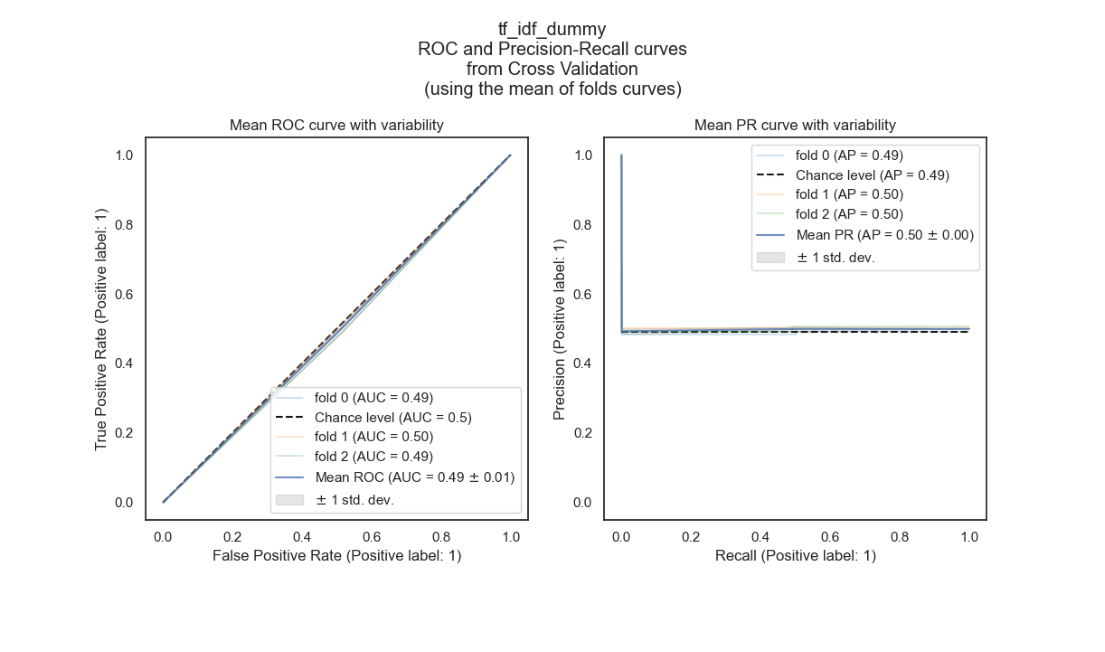 tf_idf_dummy
ROC and Precision-Recall curves
from Cross Validation
(using the mean of folds curves)
Mean ROC curve with variability
True Positive Rate (Positive label: 1)
1.0
0.8
0.6
0.4
0.2
0.0
fold 0 (AUC = 0.49)
Chance level (AUC = 0.5)
fold 1 (AUC = 0.50)
fold 2 (AUC = 0.49)
Mean ROC (AUC = 0.49 ± 0.01)
± 1 std. dev.
0.0 0.2 0.4 0.6 0.8 1.0
False Positive Rate (Positive label: 1)
Mean PR curve with variability
Precision (Positive label: 1)
1.0
0.8
0.6
0.4
0.2
0.0
fold 0 (AP = 0.49)
Chance level (AP = 0.49)
fold 1 (AP = 0.50)
fold 2 (AP = 0.50)
Mean PR (AP = 0.50 ± 0.00)
± 1 std. dev.
0.0 0.2 0.4 0.6 0.8 1.0
Recall (Positive label: 1)